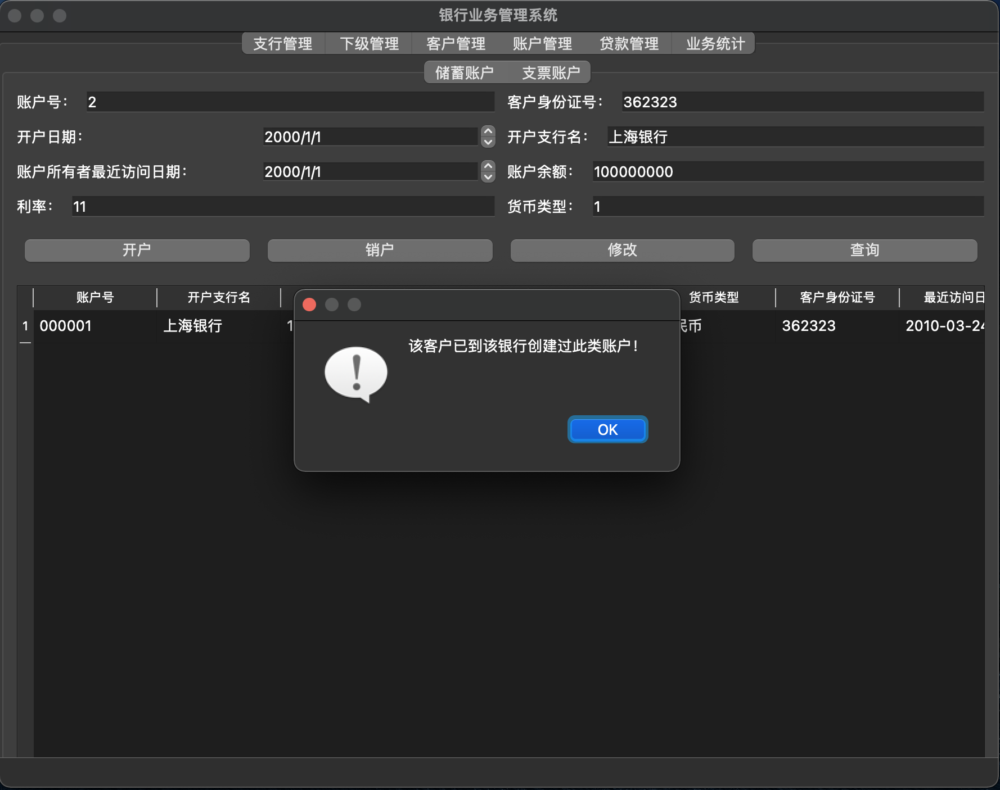 银行业务管理系统
支行管理 下级管理 客户管理 账户管理 贷款管理 业务统计
储蓄账户 支票账户
账户号： 2 客户身份证号： 362323
开户日期： 2000/1/1 开户支行名： 上海银行
账户所有者最近访问日期： 2000/1/1 账户余额： 100000000
利率： 11 货币类型： 1
开户 销户 修改 查询
账户号 开户支行名 货币类型 客户身份证号 最近访问日
1 000001 上海银行 1 民币 362323 2010-03-24
该客户已到该银行创建过此类账户！
OK